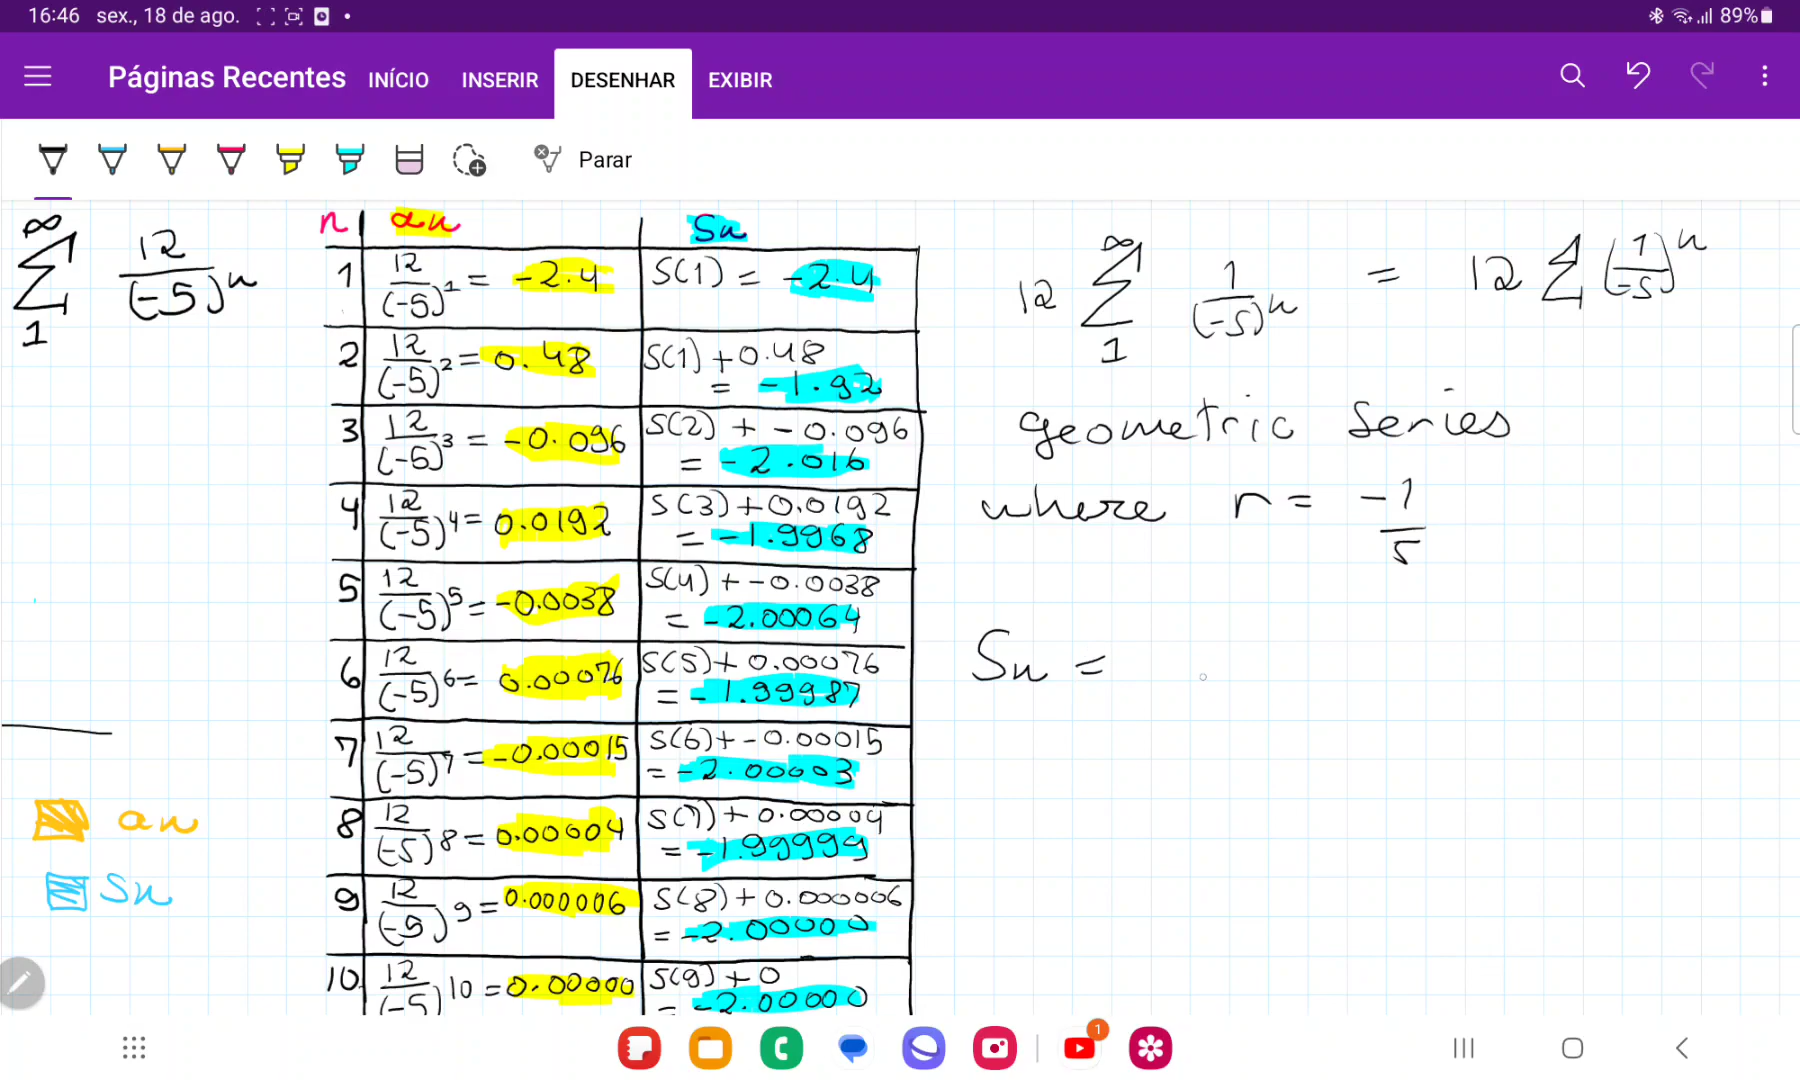 16:46 sex., 18 de ago. 89%
Páginas Recentes INÍCIO INSERIR DESENHAR EXIBIR
Parar
∞
∑ 12/(-5)^n
1
n | an | Sn
1 | 12/(-5)^1 = -2.4 | S(1) = -2.4
2 | 12/(-5)^2 = 0.48 | S(1) + 0.48
= -1.92
3 | 12/(-5)^3 = -0.096 | S(2) + -0.096
= -2.016
4 | 12/(-5)^4 = 0.0192 | S(3) + 0.0192
= -1.9968
5 | 12/(-5)^5 = -0.0038 | S(4) + -0.0038
= -2.00064
6 | 12/(-5)^6 = 0.00076 | S(5) + 0.00076
= -1.99987
7 | 12/(-5)^7 = -0.00015 | S(6) + -0.00015
= -2.00003
8 | 12/(-5)^8 = 0.00004 | S(7) + 0.00004
= -1.99999
9 | 12/(-5)^9 = 0.000006 | S(8) + 0.000006
= -2.00000
10 | 12/(-5)^10 = 0.00000 | S(9) + 0
= -2.00000
an
Sn
∞
12 ∑ 1/(-5)^n = 12 ∑ (1/-5)^n
1
geometric series
where r = -1/5
Sn =
1